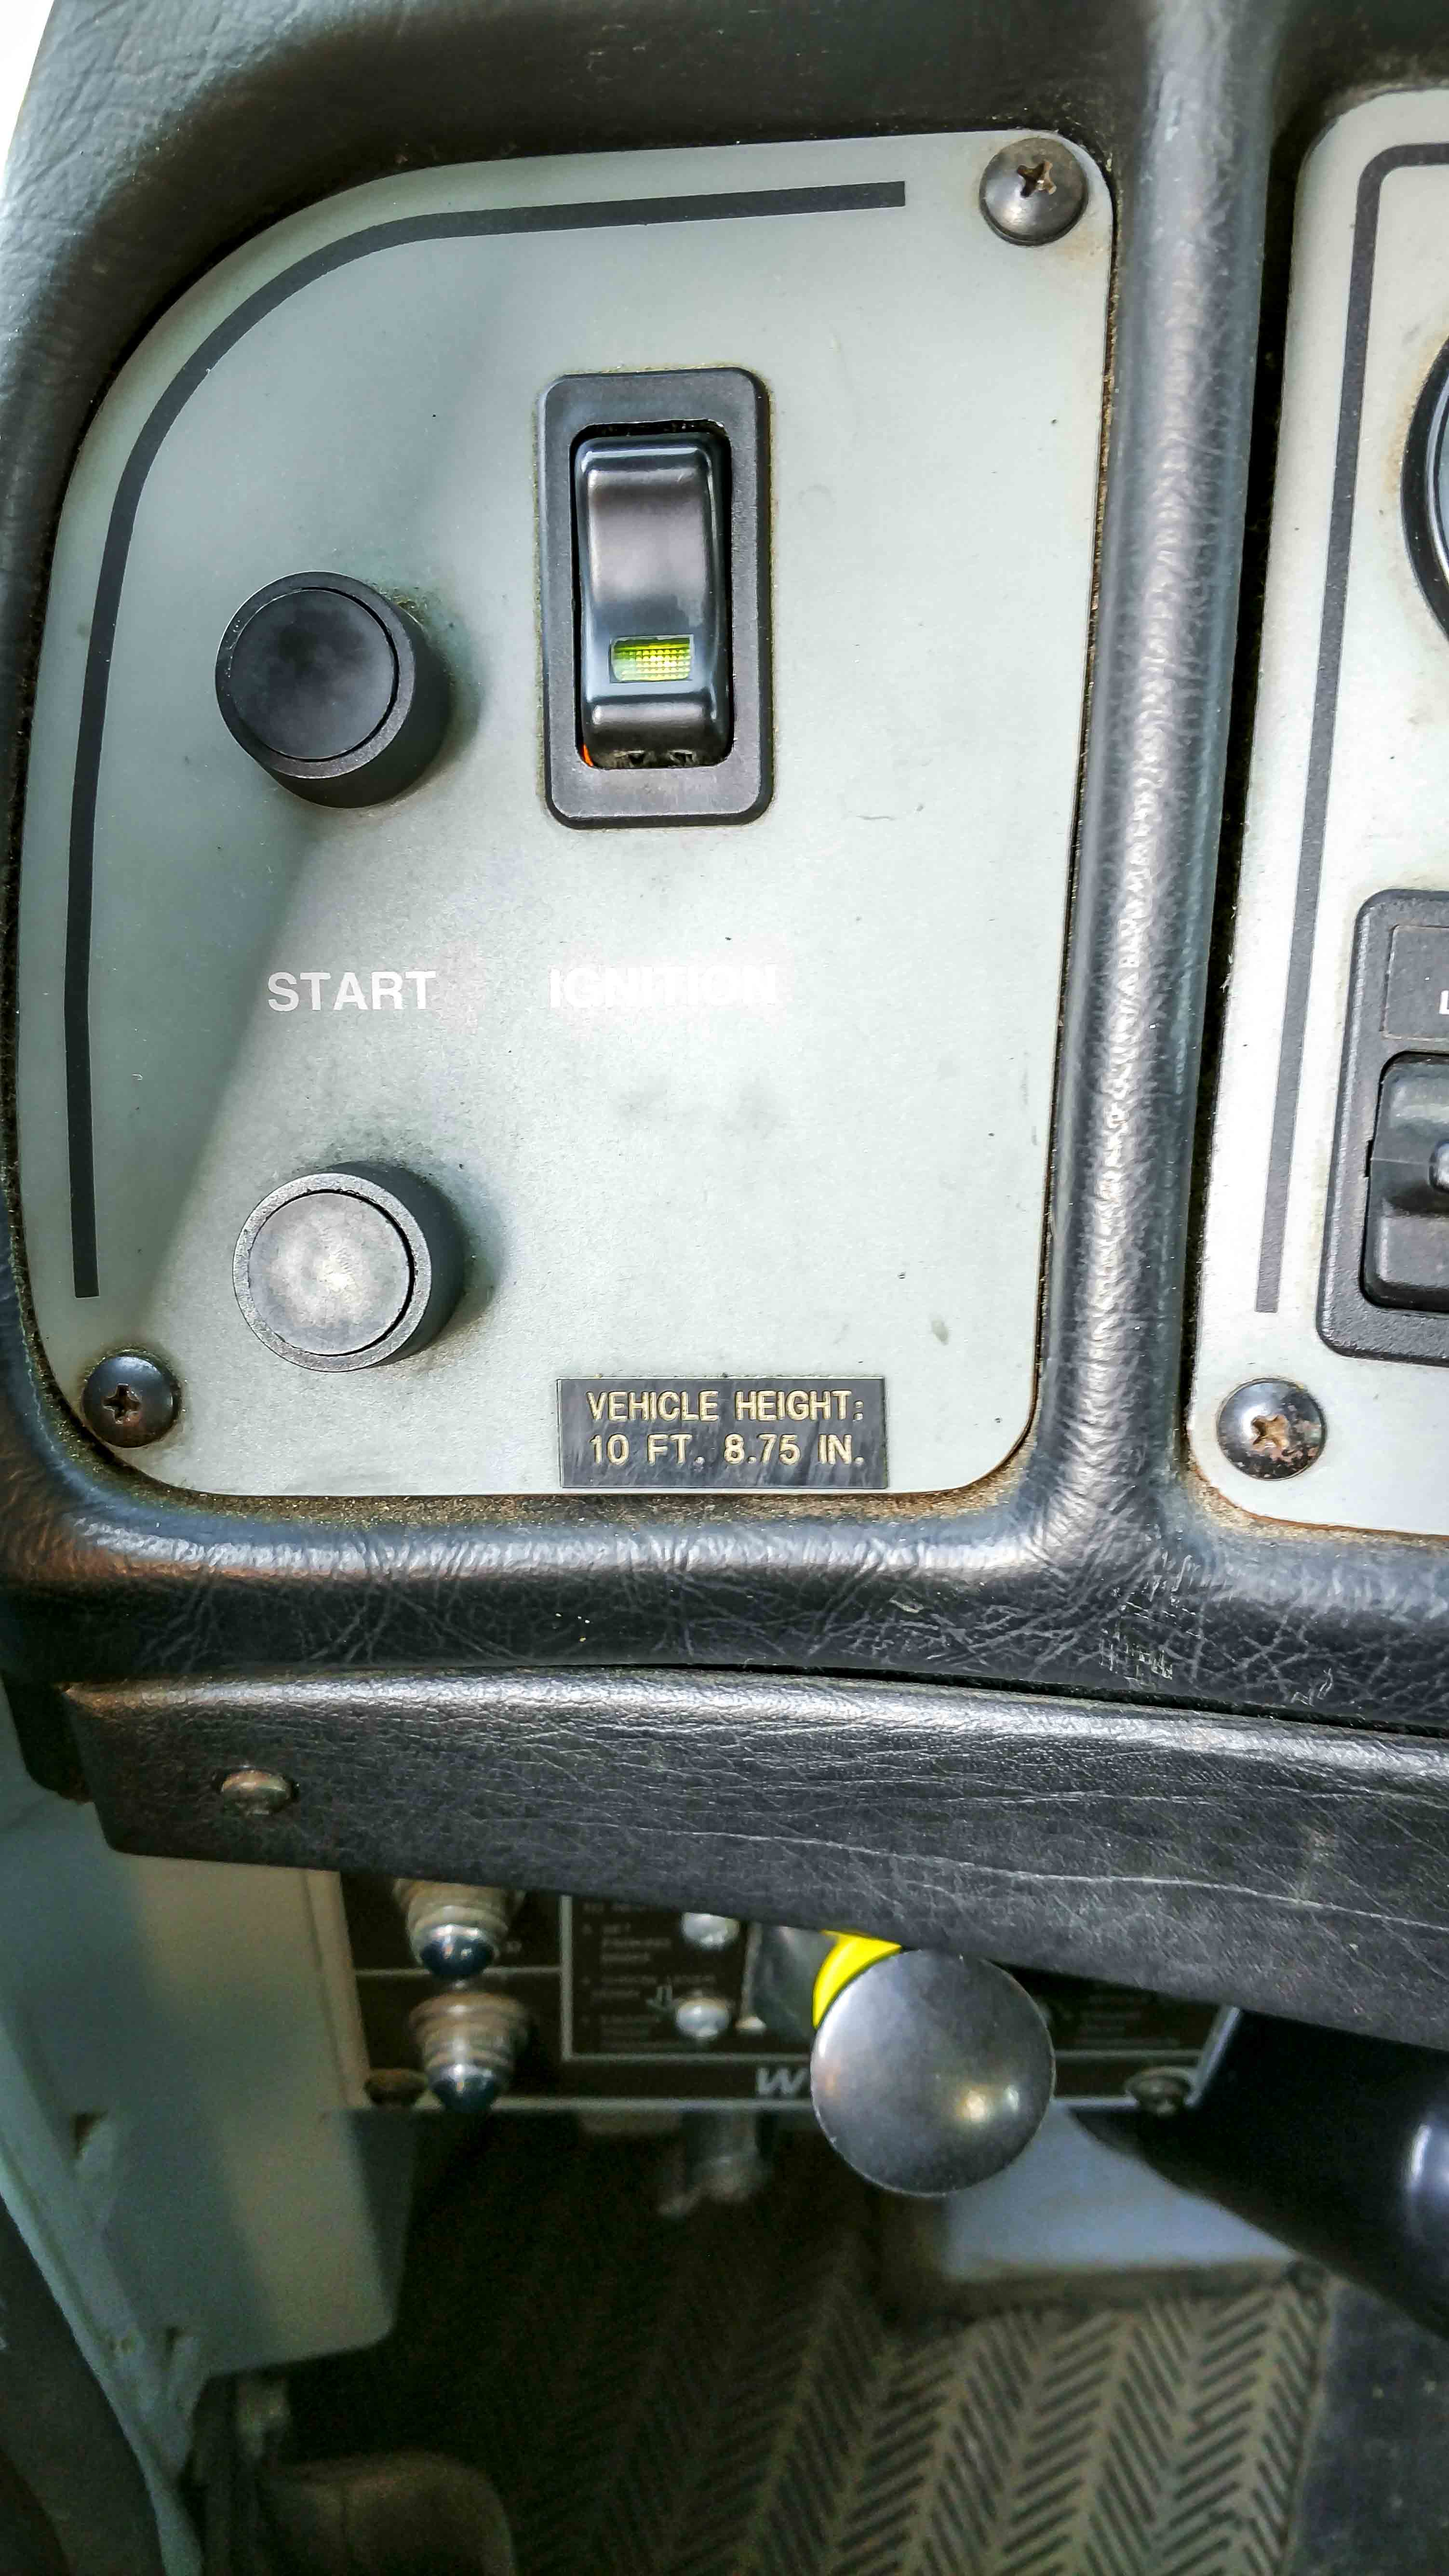 START IGNITION
VEHICLE HEIGHT:
10 FT. 8.75 IN.